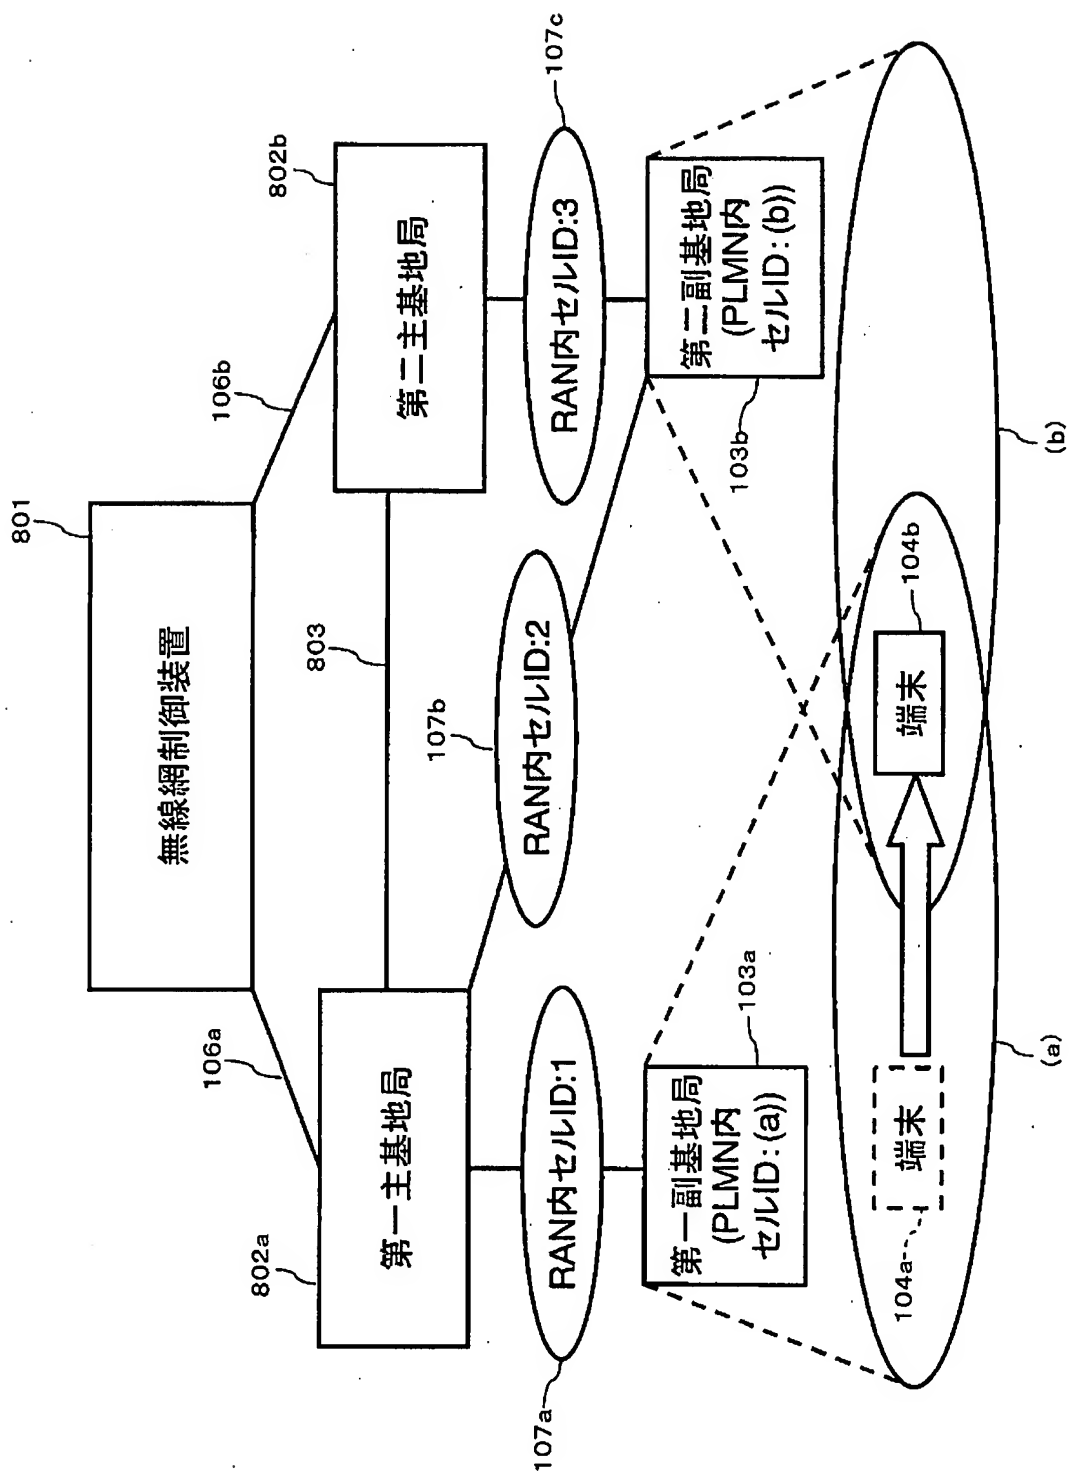 801
無線網制御装置
106a
106b
802a
第一主基地局
803
802b
第二主基地局
107a
RAN内セルID:1
107b
RAN内セルID:2
107c
RAN内セルID:3
第一副基地局
(PLMN内
セルID:(a))
103a
第二副基地局
(PLMN内
セルID:(b))
103b
104a
端末
端末
104b
(a)
(b)